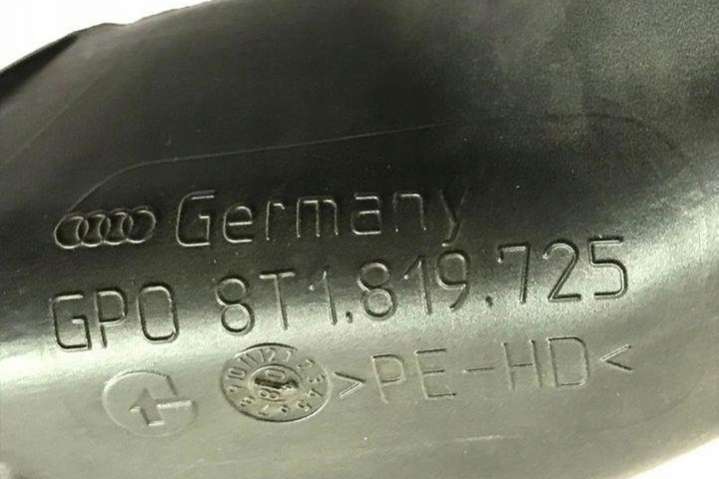 Germany
GPO 8T1.819.725
>PE-HD<